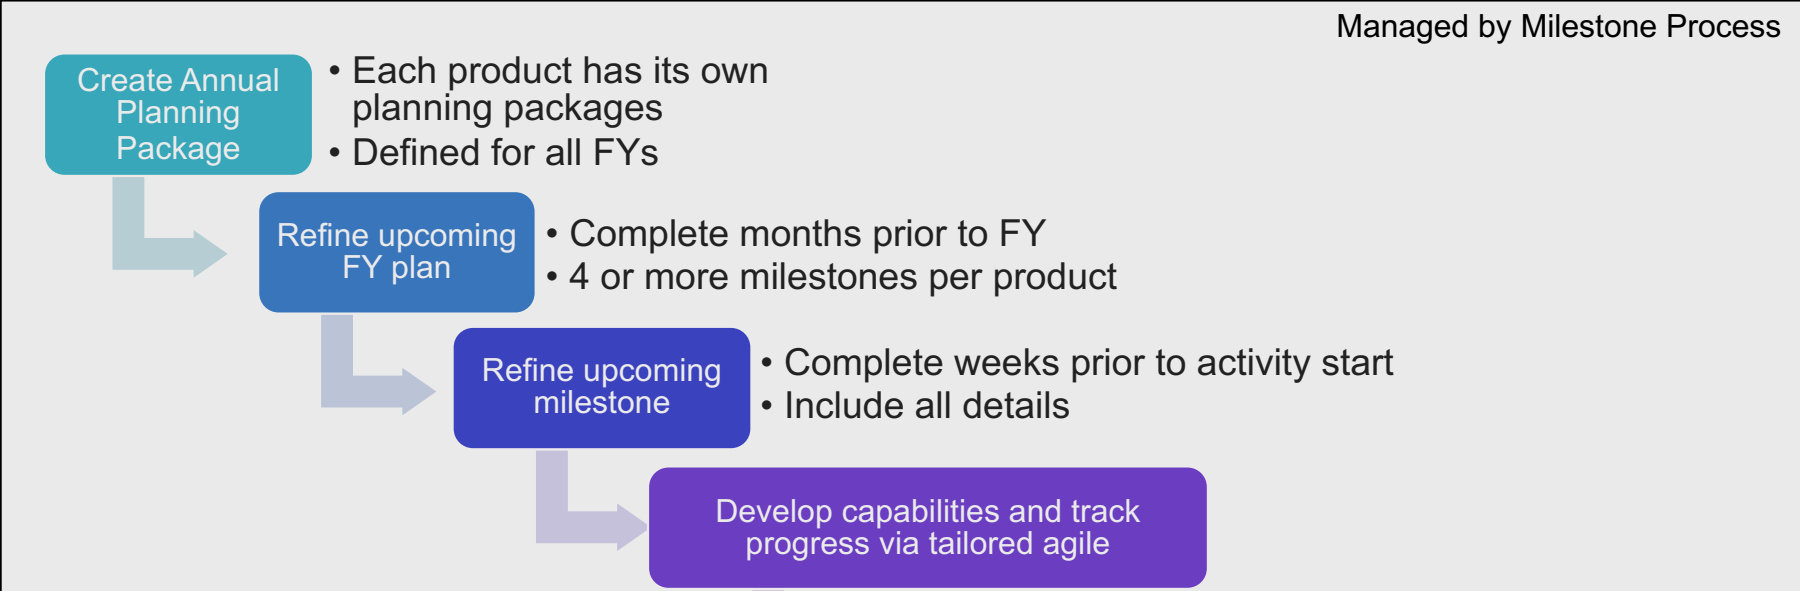 Managed by Milestone Process
Create Annual
Planning
Package
• Each product has its own
planning packages
• Defined for all FYs
Refine upcoming
FY plan
• Complete months prior to FY
• 4 or more milestones per product
Refine upcoming
milestone
• Complete weeks prior to activity start
• Include all details
Develop capabilities and track
progress via tailored agile